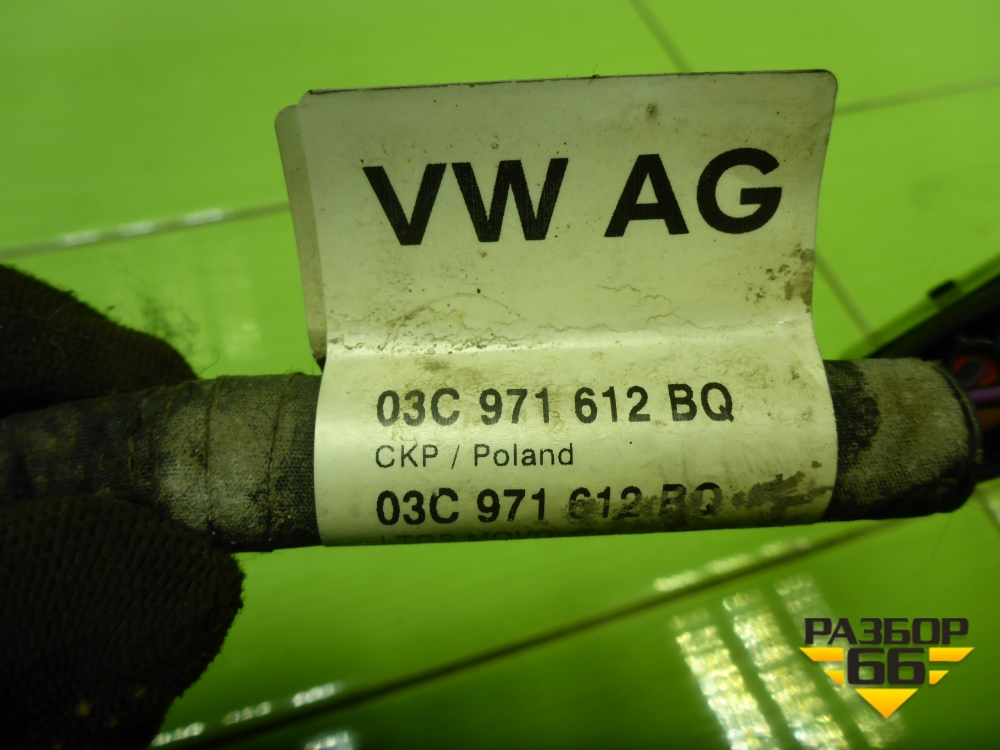 VW AG
03C 971 612 BQ
CKP / Poland
03C 971 612 BQ
РАЗБОР
66